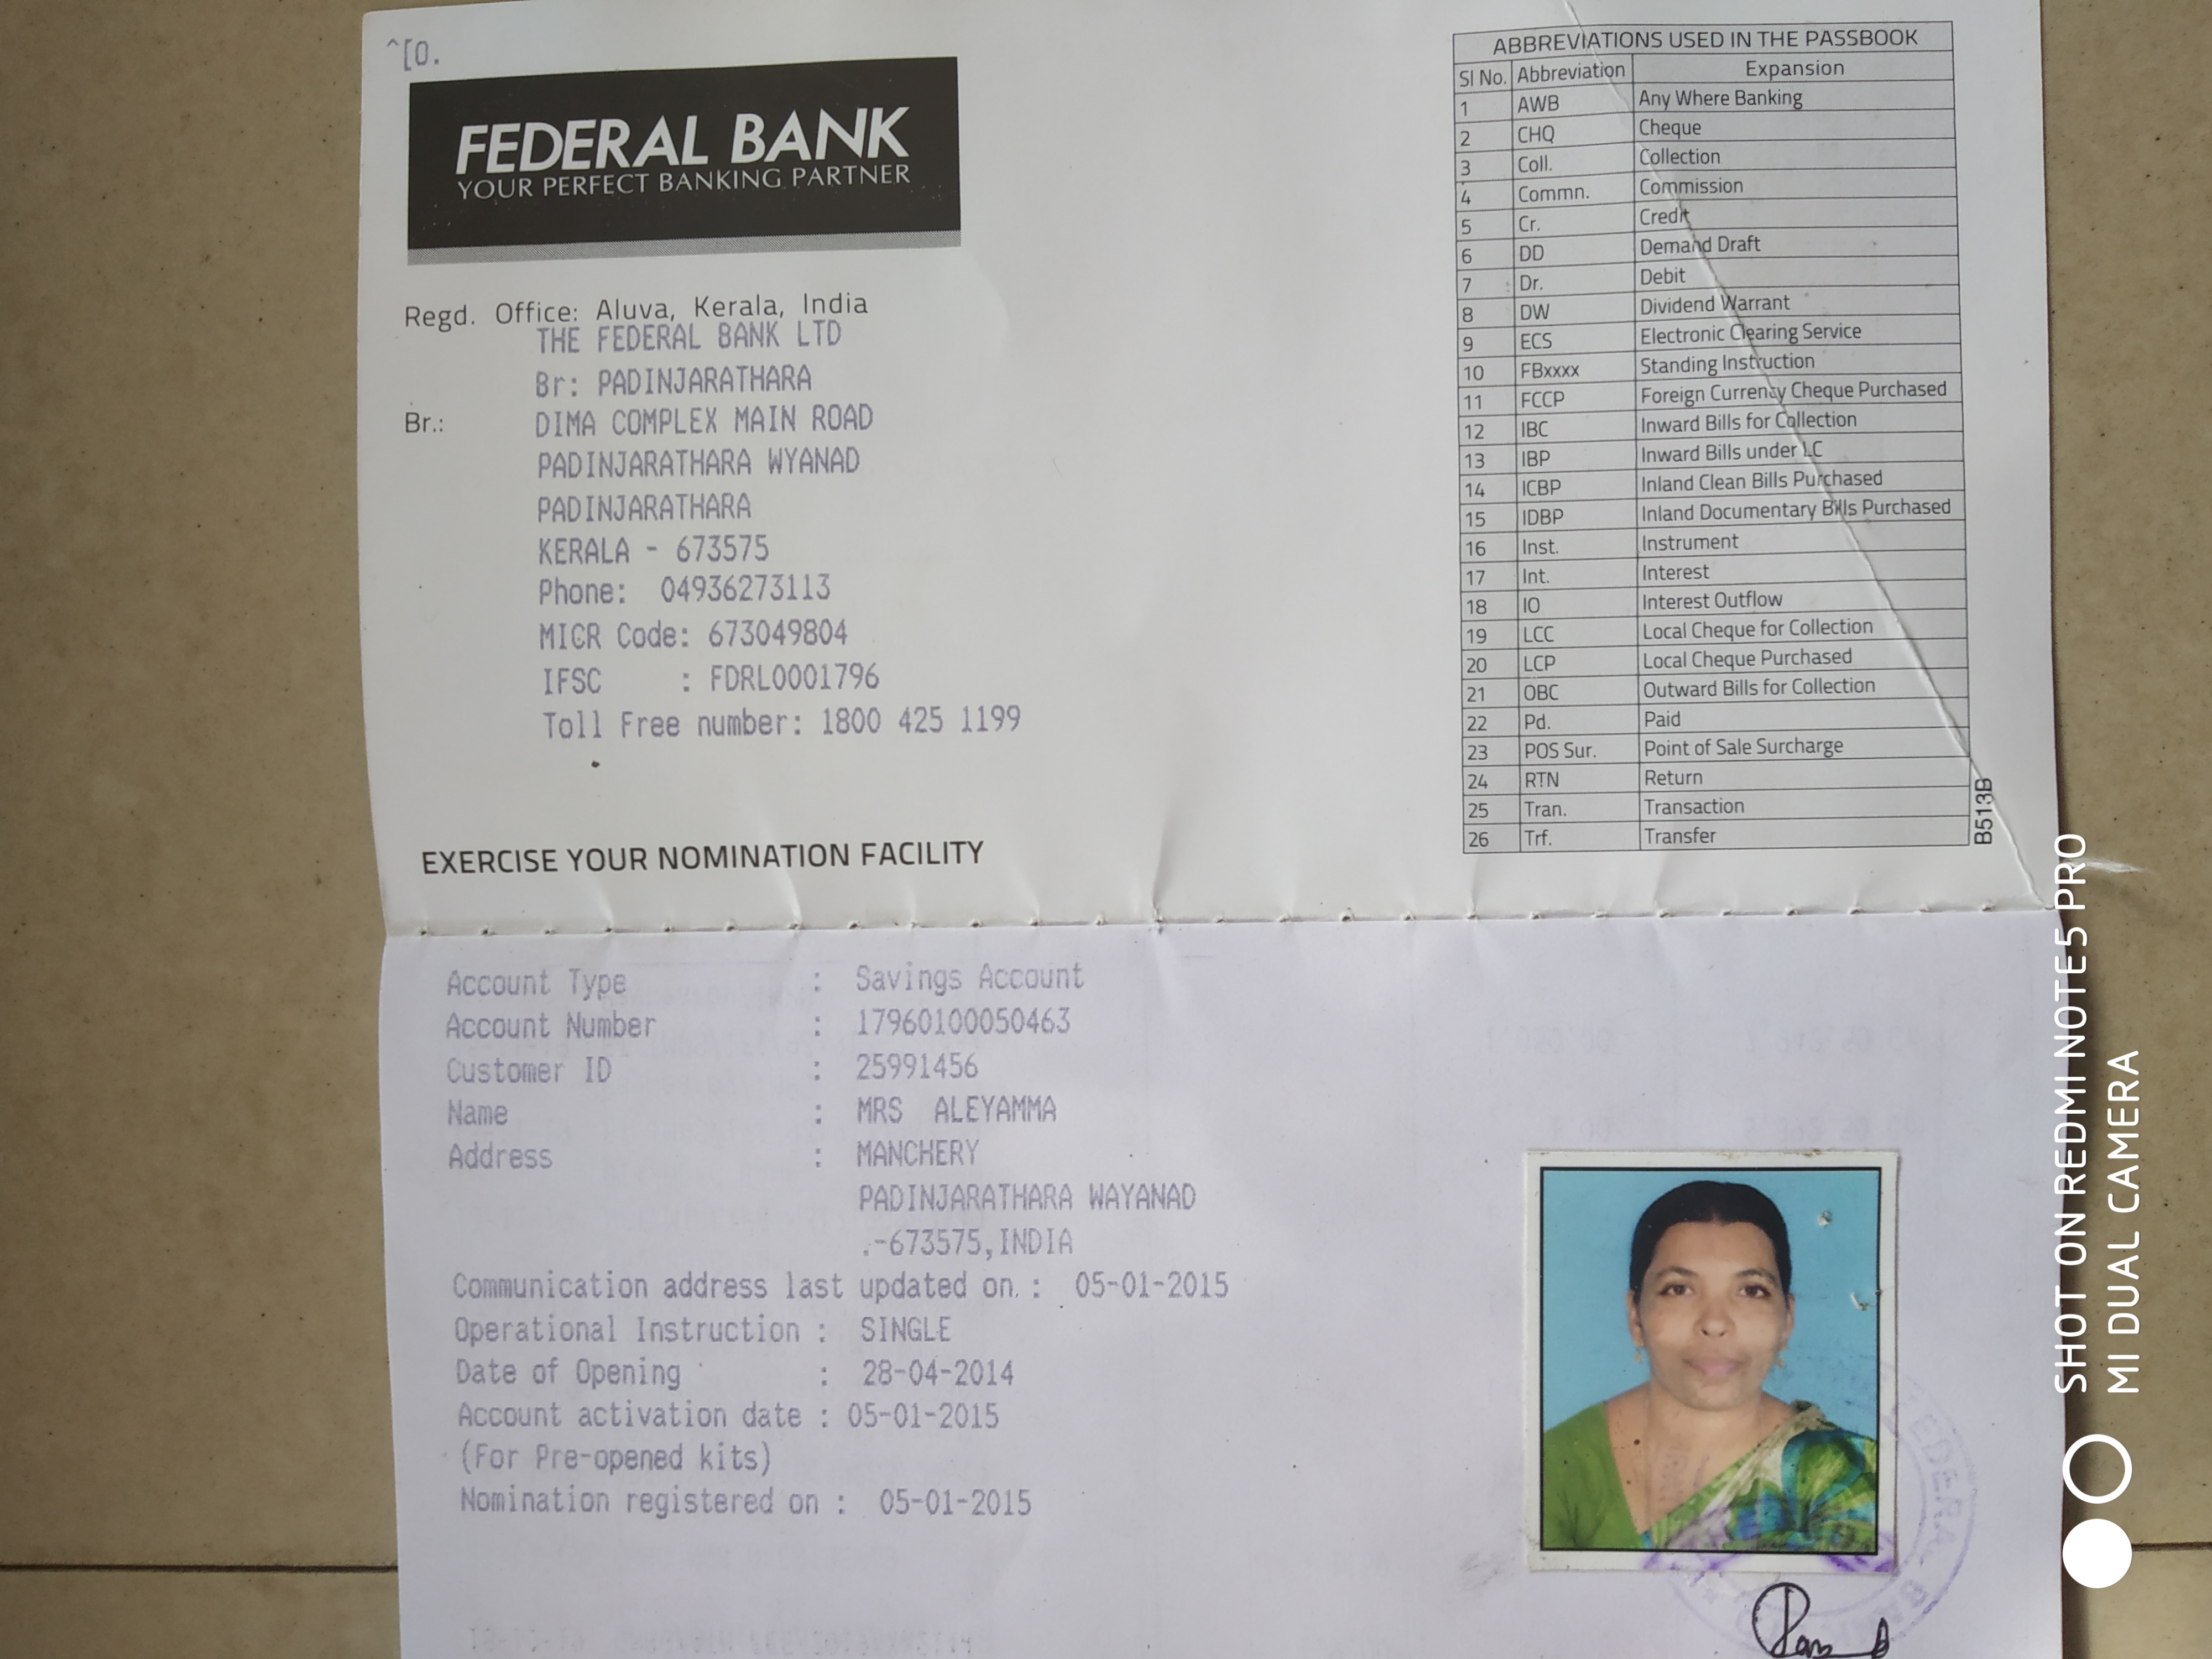 ^[0.
FEDERAL BANK
YOUR PERFECT BANKING PARTNER
Regd. Office: Aluva, Kerala, India
THE FEDERAL BANK LTD
Br.: Br: PADINJARATHARA
DIMA COMPLEX MAIN ROAD
PADINJARATHARA WYANAD
PADINJARATHARA
KERALA - 673575
Phone: 04936273113
MICR Code: 673049804
IFSC : FDRL0001796
Toll Free number: 1800 425 1199
EXERCISE YOUR NOMINATION FACILITY
ABBREVIATIONS USED IN THE PASSBOOK
Sl No. Abbreviation Expansion
1 AWB Any Where Banking
2 CHQ Cheque
3 Coll. Collection
4 Commn. Commission
5 Cr. Credit
6 DD Demand Draft
7 Dr. Debit
8 DW Dividend Warrant
9 ECS Electronic Clearing Service
10 FBxxx Standing Instruction
11 FCCP Foreign Currency Cheque Purchased
12 IBC Inward Bills for Collection
13 IBP Inward Bills under LC
14 ICBP Inland Clean Bills Purchased
15 IDBP Inland Documentary Bills Purchased
16 Inst. Instrument
17 Int. Interest
18 IO Interest Outflow
19 LCC Local Cheque for Collection
20 LCP Local Cheque Purchased
21 OBC Outward Bills for Collection
22 Pd. Paid
23 POS Sur. Point of Sale Surcharge
24 RTN Return
25 Tran. Transaction
26 Trf. Transfer
B513B
Account Type : Savings Account
Account Number : 17960100050463
Customer ID : 25991456
Name : MRS ALEYAMMA
Address : MANCHERY
PADINJARATHARA WAYANAD
.-673575,INDIA
Communication address last updated on : 05-01-2015
Operational Instruction : SINGLE
Date of Opening : 28-04-2014
Account activation date : 05-01-2015
(For Pre-opened kits)
Nomination registered on : 05-01-2015
SHOT ON REDMI NOTE5 PRO
MI DUAL CAMERA